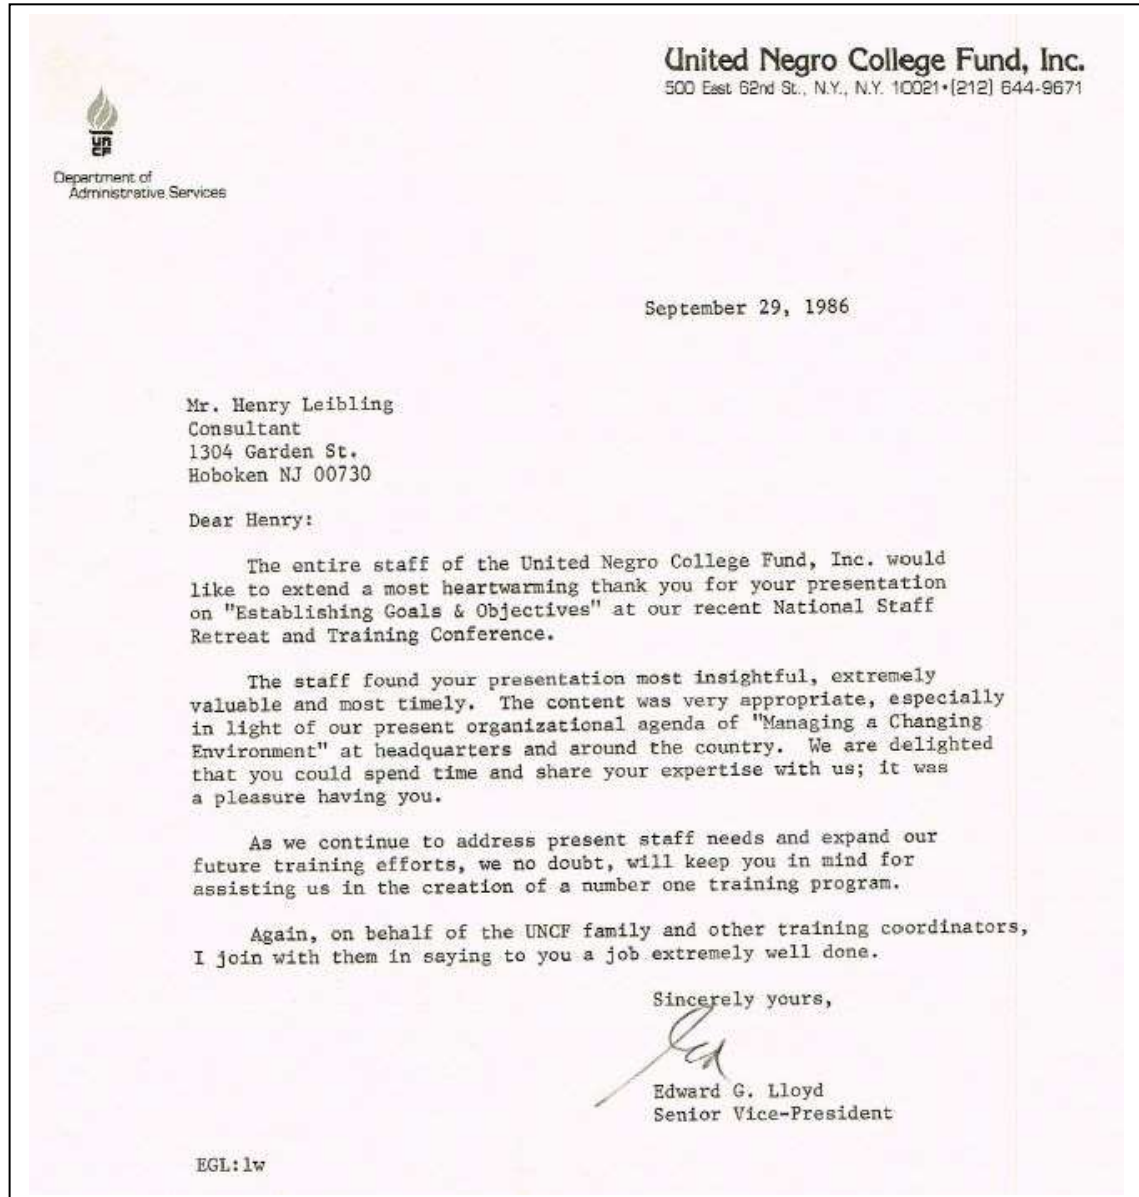 United Negro College Fund, Inc.
500 East 62nd St., N.Y., N.Y. 10021•(212) 644-9671
UNCF
Department of
Administrative Services
September 29, 1986
Mr. Henry Leibling
Consultant
1304 Garden St.
Hoboken NJ 00730
Dear Henry:
The entire staff of the United Negro College Fund, Inc. would
like to extend a most heartwarming thank you for your presentation
on "Establishing Goals & Objectives" at our recent National Staff
Retreat and Training Conference.
The staff found your presentation most insightful, extremely
valuable and most timely. The content was very appropriate, especially
in light of our present organizational agenda of "Managing a Changing
Environment" at headquarters and around the country. We are delighted
that you could spend time and share your expertise with us; it was
a pleasure having you.
As we continue to address present staff needs and expand our
future training efforts, we no doubt, will keep you in mind for
assisting us in the creation of a number one training program.
Again, on behalf of the UNCF family and other training coordinators,
I join with them in saying to you a job extremely well done.
Sincerely yours,
Ed
Edward G. Lloyd
Senior Vice-President
EGL:lw